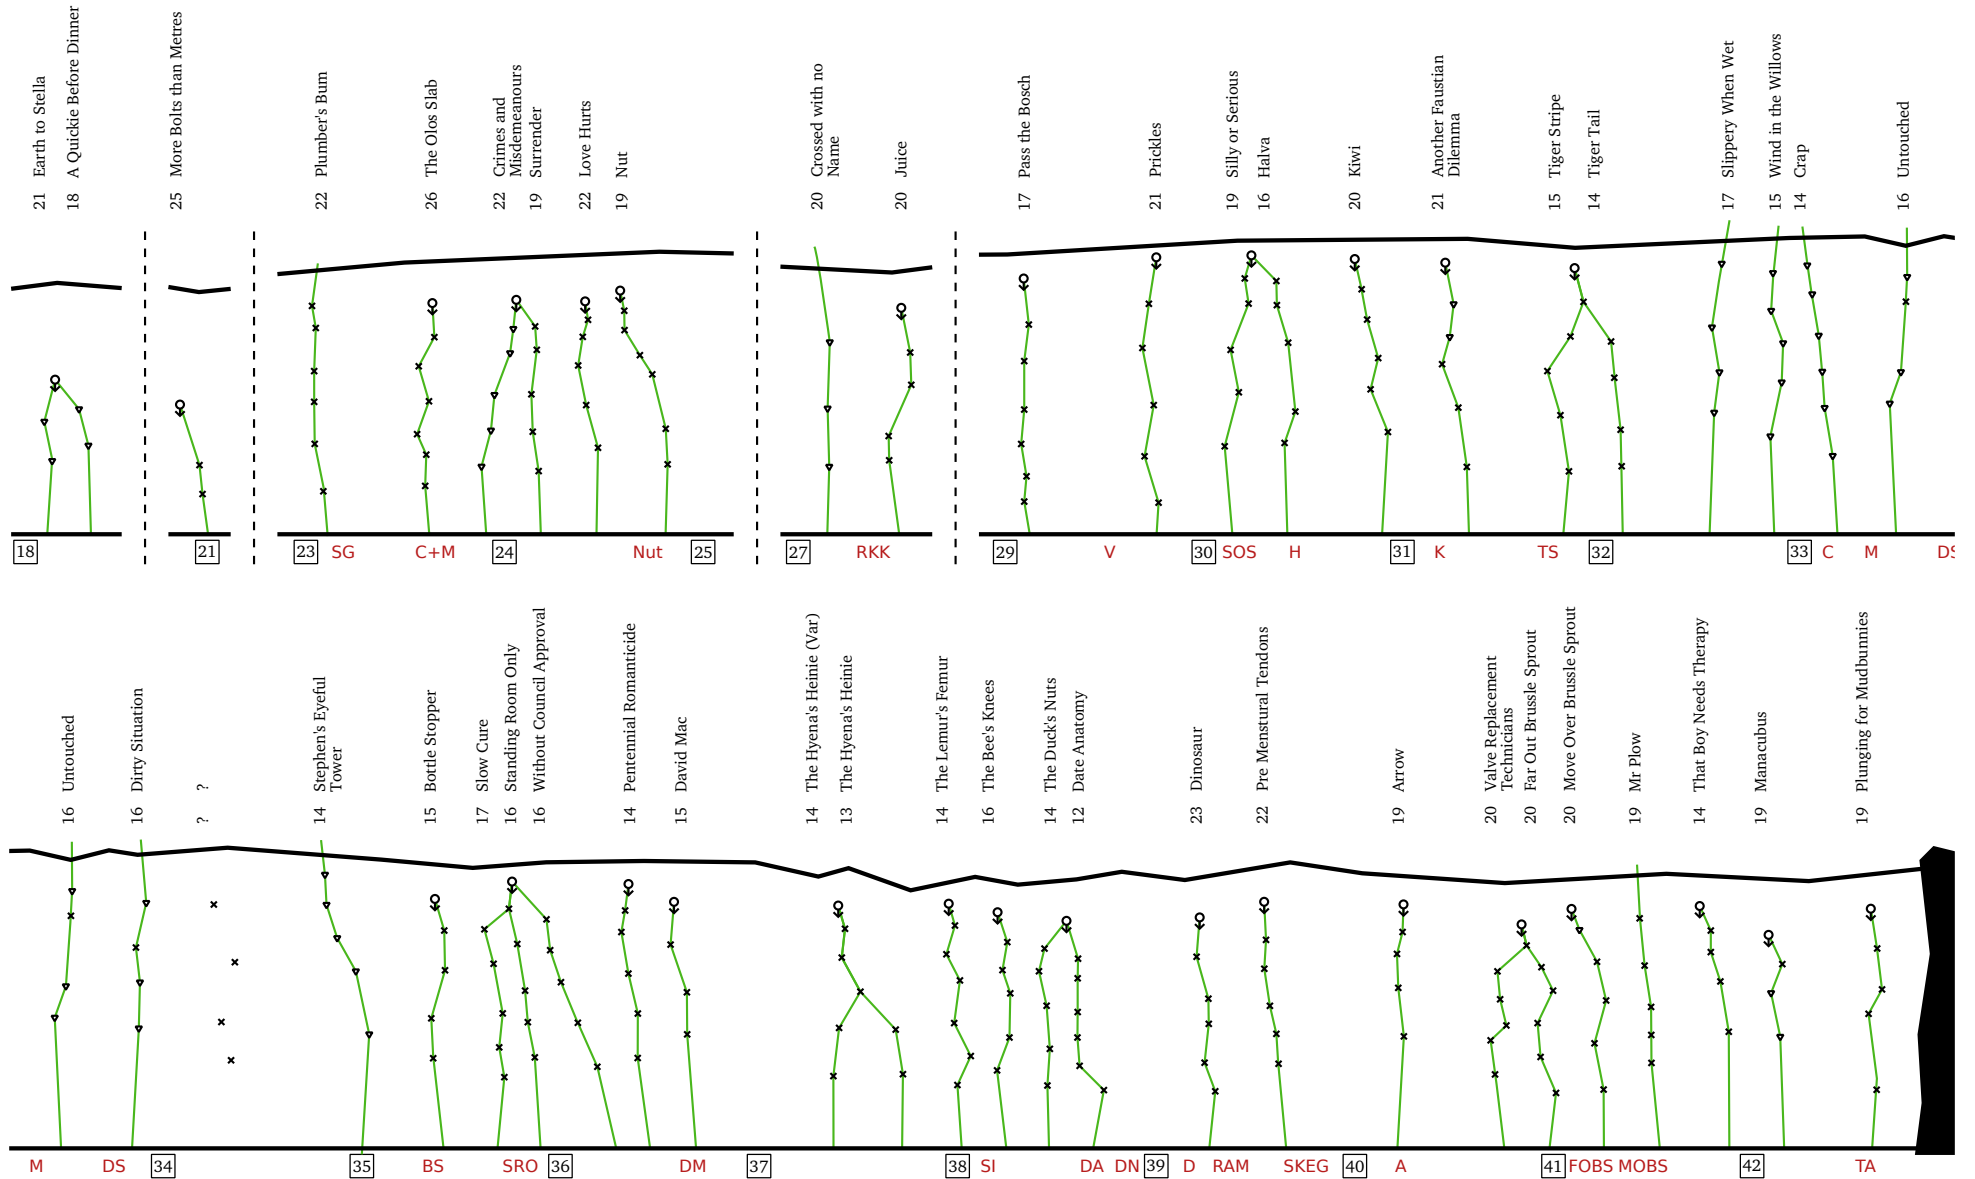 21 Earth to Stella
18 A Quickie Before Dinner
25 More Bolts than Metres
22 Plumber's Bum
26 The Olos Slab
22 Crimes and
Misdemeanours
19 Surrender
22 Love Hurts
19 Nut
20 Crossed with no
Name
20 Juice
17 Pass the Bosch
21 Prickles
19 Silly or Serious
16 Halva
20 Kiwi
21 Another Faustian
Dilemma
15 Tiger Stripe
14 Tiger Tail
17 Slippery When Wet
15 Wind in the Willows
14 Crap
16 Untouched
18 21 23 SG C+M 24 Nut 25 27 RKK 29 V 30 SOS H 31 K TS 32 33 C M DS
16 Untouched
16 Dirty Situation
? ?
14 Stephen's Eyeful
Tower
15 Bottle Stopper
17 Slow Cure
16 Standing Room Only
16 Without Council Approval
14 Pentennial Romanticide
15 David Mac
14 The Hyena's Heinie (Var)
13 The Hyena's Heinie
14 The Lemur's Femur
16 The Bee's Knees
14 The Duck's Nuts
12 Date Anatomy
23 Dinosaur
22 Pre Menstural Tendons
19 Arrow
20 Valve Replacement
Technicians
20 Far Out Brussle Sprout
20 Move Over Brussle Sprout
19 Mr Plow
14 That Boy Needs Therapy
19 Manacubus
19 Plunging for Mudbunnies
M DS 34 35 BS SRO 36 DM 37 38 SI DA DN 39 D RAM SKEG 40 A 41 FOBS MOBS 42 TA